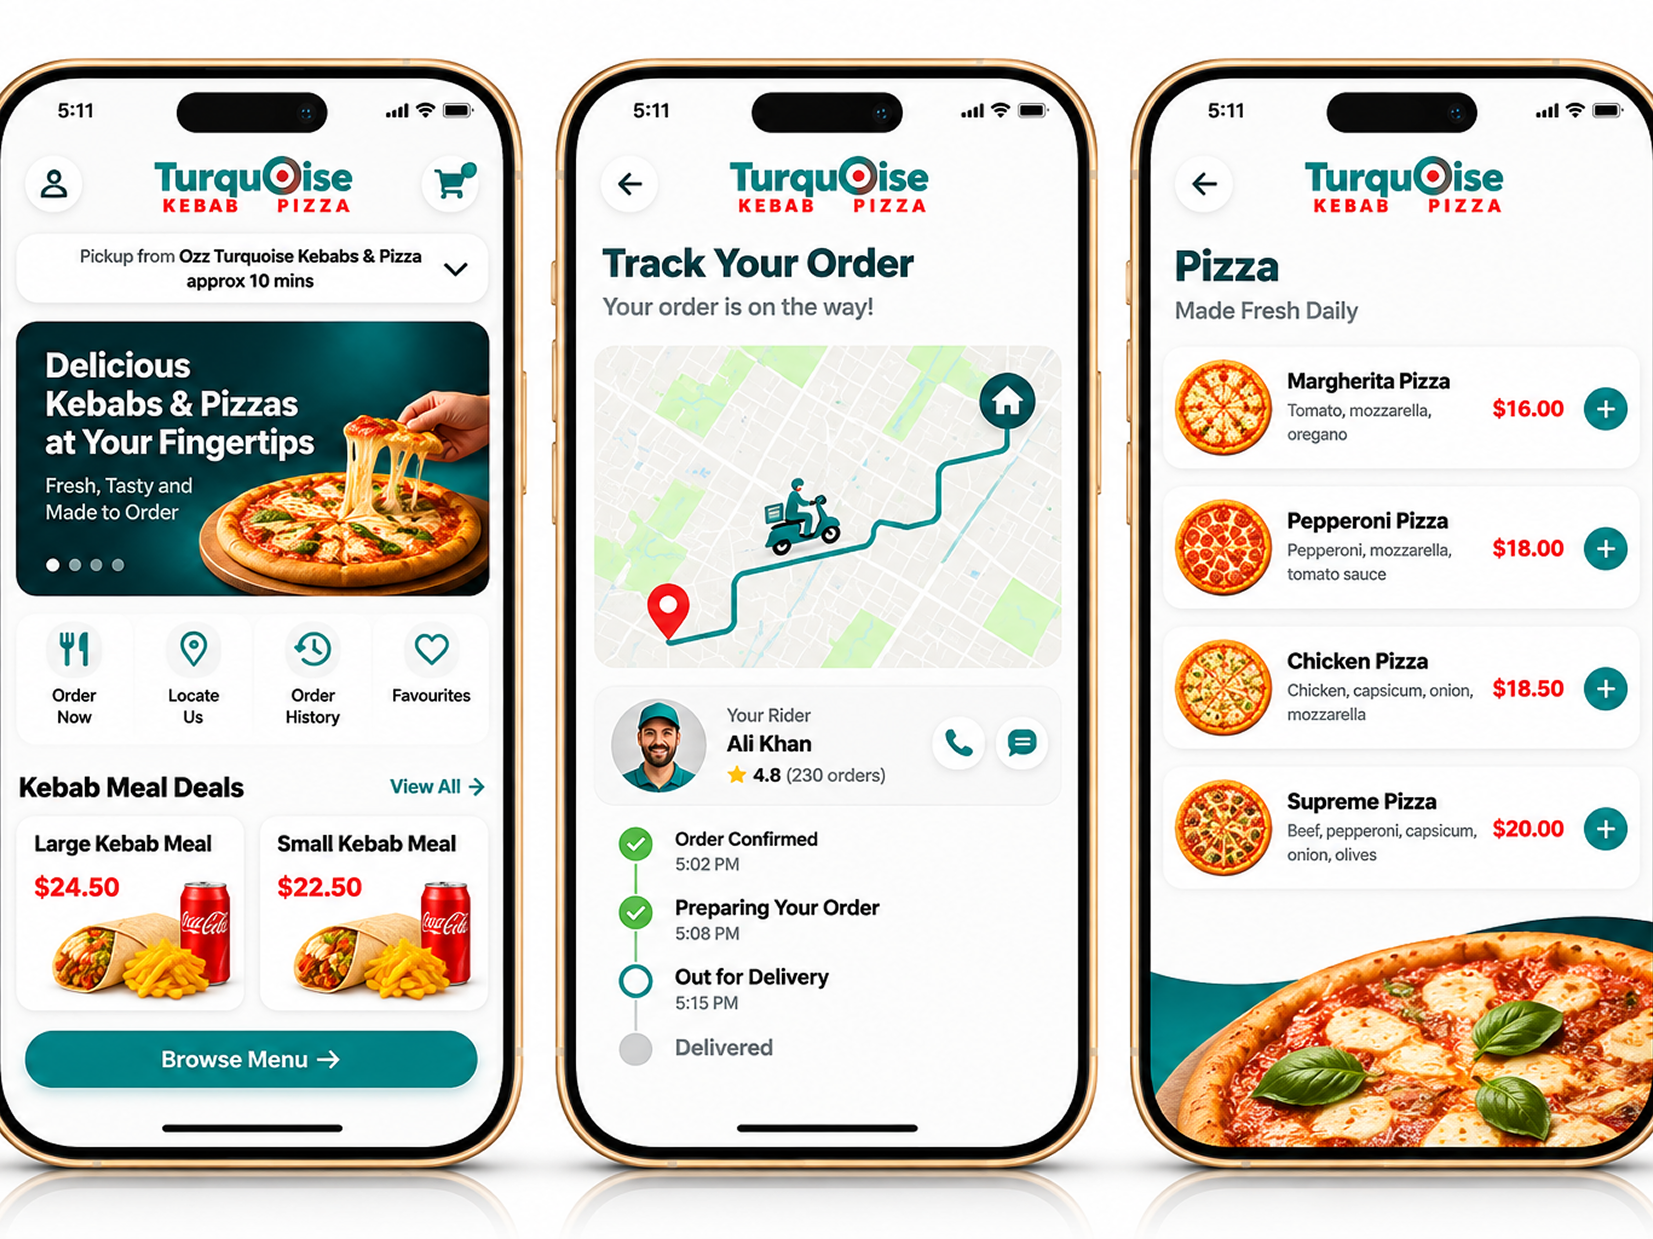 5:11
TurquOise
KEBAB PIZZA
Pickup from Ozz Turquoise Kebabs & Pizza
approx 10 mins
Delicious
Kebabs & Pizzas
at Your Fingertips
Fresh, Tasty and
Made to Order
Order
Now
Locate
Us
Order
History
Favourites
Kebab Meal Deals
View All →
Large Kebab Meal
$24.50
Coca-Cola
Small Kebab Meal
$22.50
Coca-Cola
Browse Menu →
5:11
TurquOise
KEBAB PIZZA
Track Your Order
Your order is on the way!
Your Rider
Ali Khan
4.8 (230 orders)
Order Confirmed
5:02 PM
Preparing Your Order
5:08 PM
Out for Delivery
5:15 PM
Delivered
5:11
TurquOise
KEBAB PIZZA
Pizza
Made Fresh Daily
Margherita Pizza
Tomato, mozzarella,
oregano
$16.00
Pepperoni Pizza
Pepperoni, mozzarella,
tomato sauce
$18.00
Chicken Pizza
Chicken, capsicum, onion,
mozzarella
$18.50
Supreme Pizza
Beef, pepperoni, capsicum,
onion, olives
$20.00